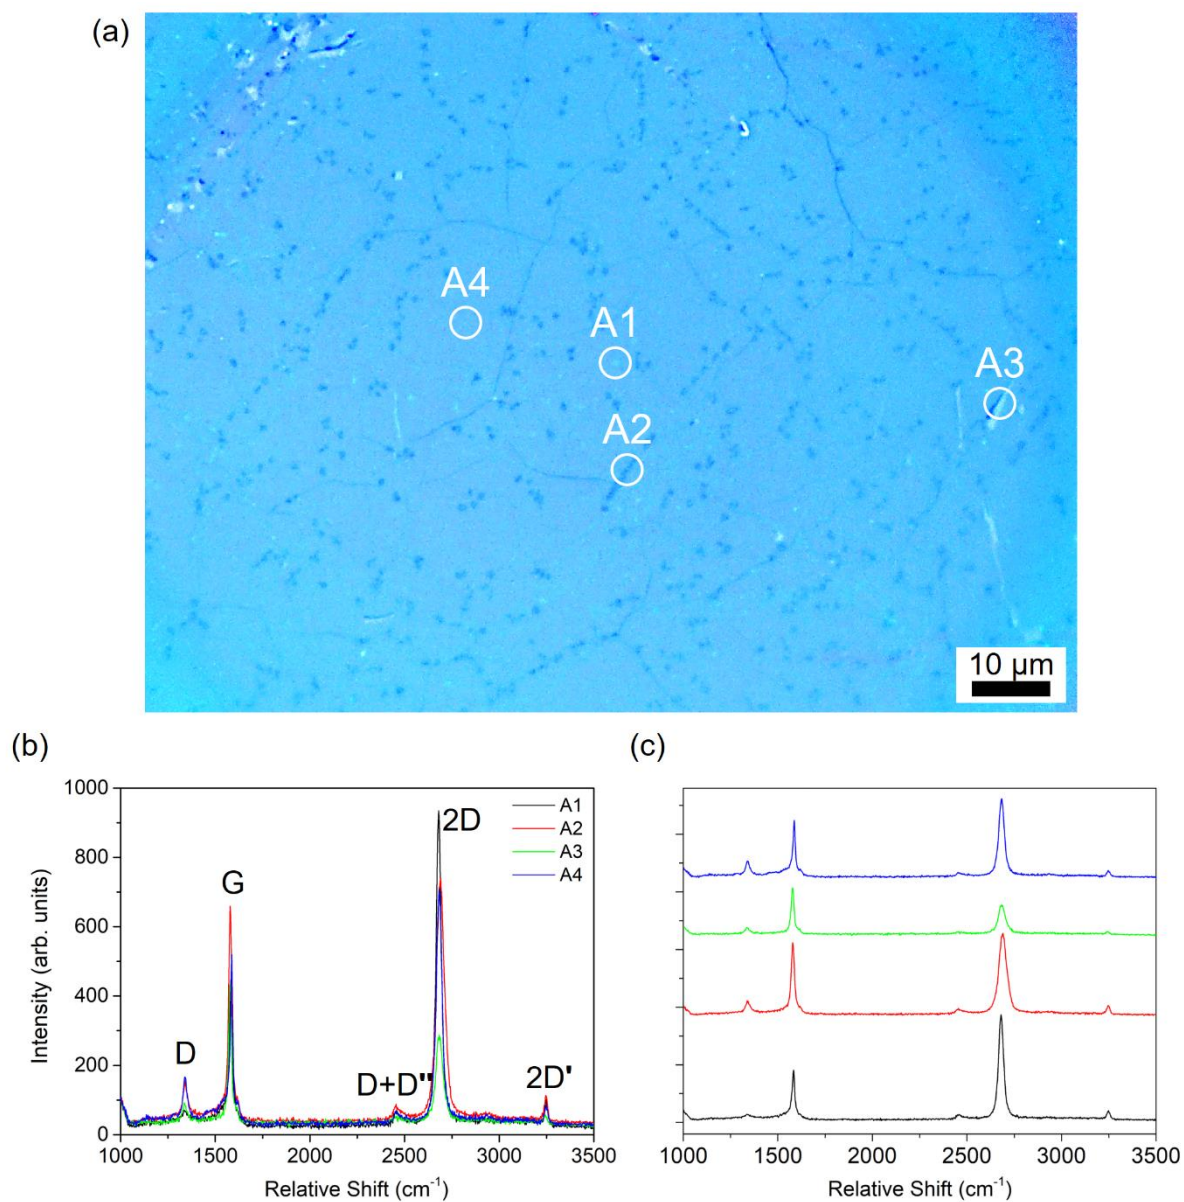 (a)
A4
A1
A3
A2
10 µm
(b)
(c)
1000
800
600
400
200
0
Intensity (arb. units)
D
G
D+D''
2D
2D'
A1
A2
A3
A4
1000 1500 2000 2500 3000 3500
Relative Shift (cm⁻¹)
1000 1500 2000 2500 3000 3500
Relative Shift (cm⁻¹)